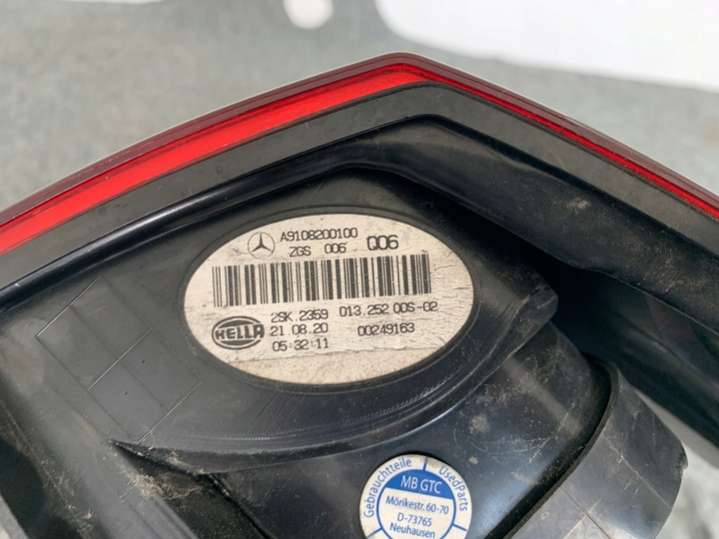 A9108200100
ZGS 006 Q06
2SK 2359 013 252 00S-02
HELLA 21.08.20 00249163
05:32:11
Gebrauchtteile UsedParts
MB GTC
Mörikestr.60-70
D-73765
Neuhausen